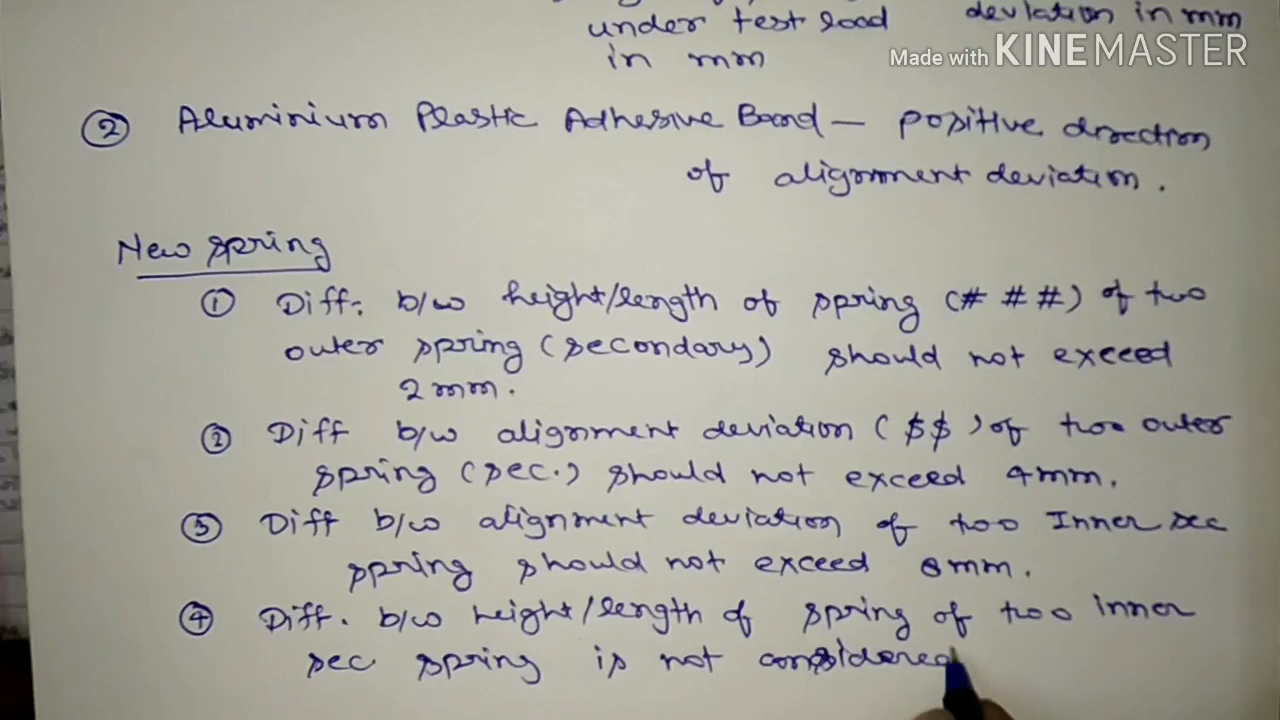 under test load deviation in mm
in mm
Made with KINEMASTER
② Aluminium Plastic Adhesive Band — positive direction
of alignment deviation.
New spring
① Diff. b/w height/length of spring (# # #) of two
outer spring (secondary) should not exceed
2 mm.
② Diff b/w alignment deviation ($$) of two outer
spring (sec.) should not exceed 4mm.
③ Diff b/w alignment deviation of two Inner sec
spring should not exceed 8mm.
④ Diff. b/w height/length of spring of two inner
sec spring is not considered